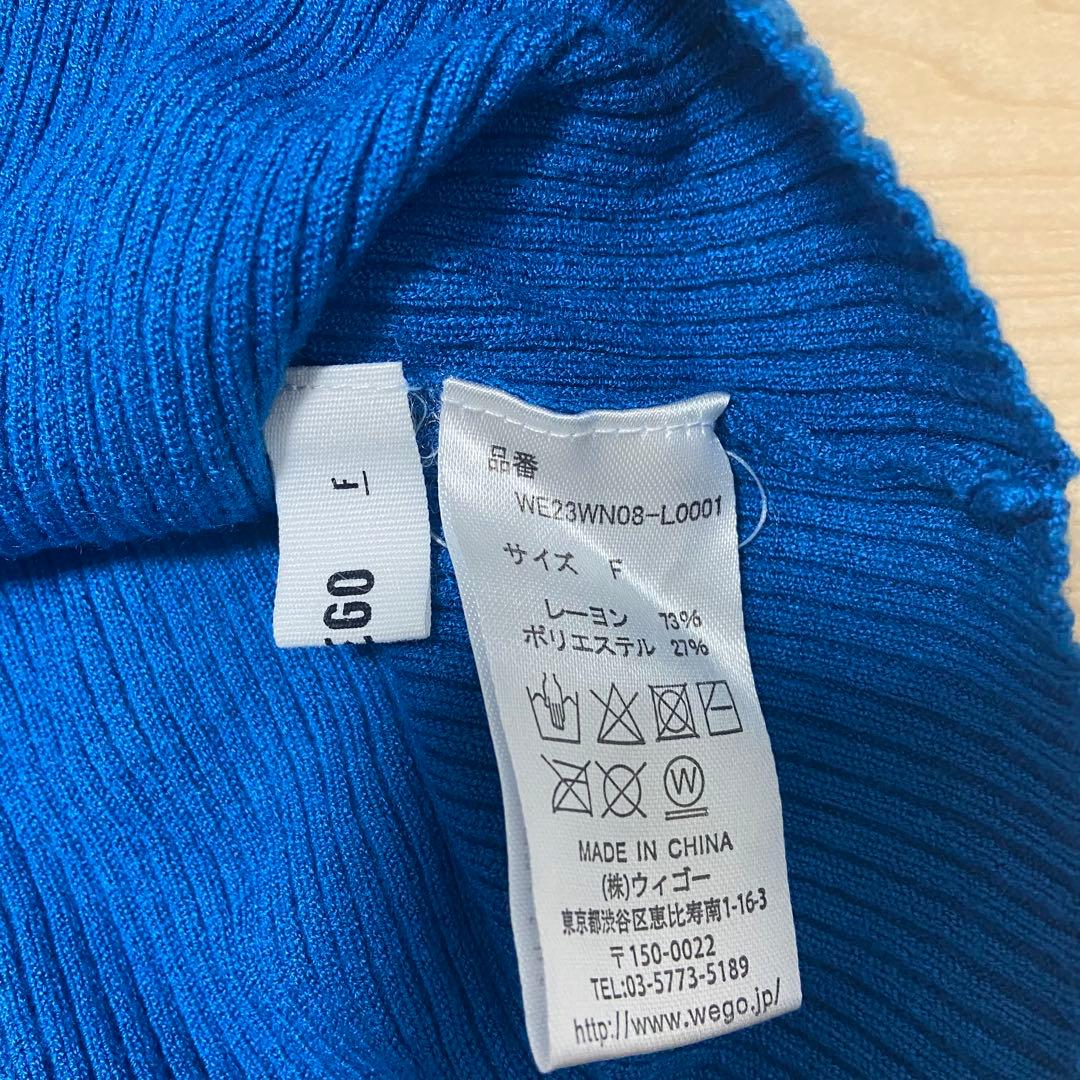 F
EGO
品番
WE23WN08-L0001
サイズ F
レーヨン 73%
ポリエステル 27%
W
MADE IN CHINA
(株)ウィゴー
東京都渋谷区恵比寿南1-16-3
〒150-0022
TEL:03-5773-5189
http://www.wego.jp/